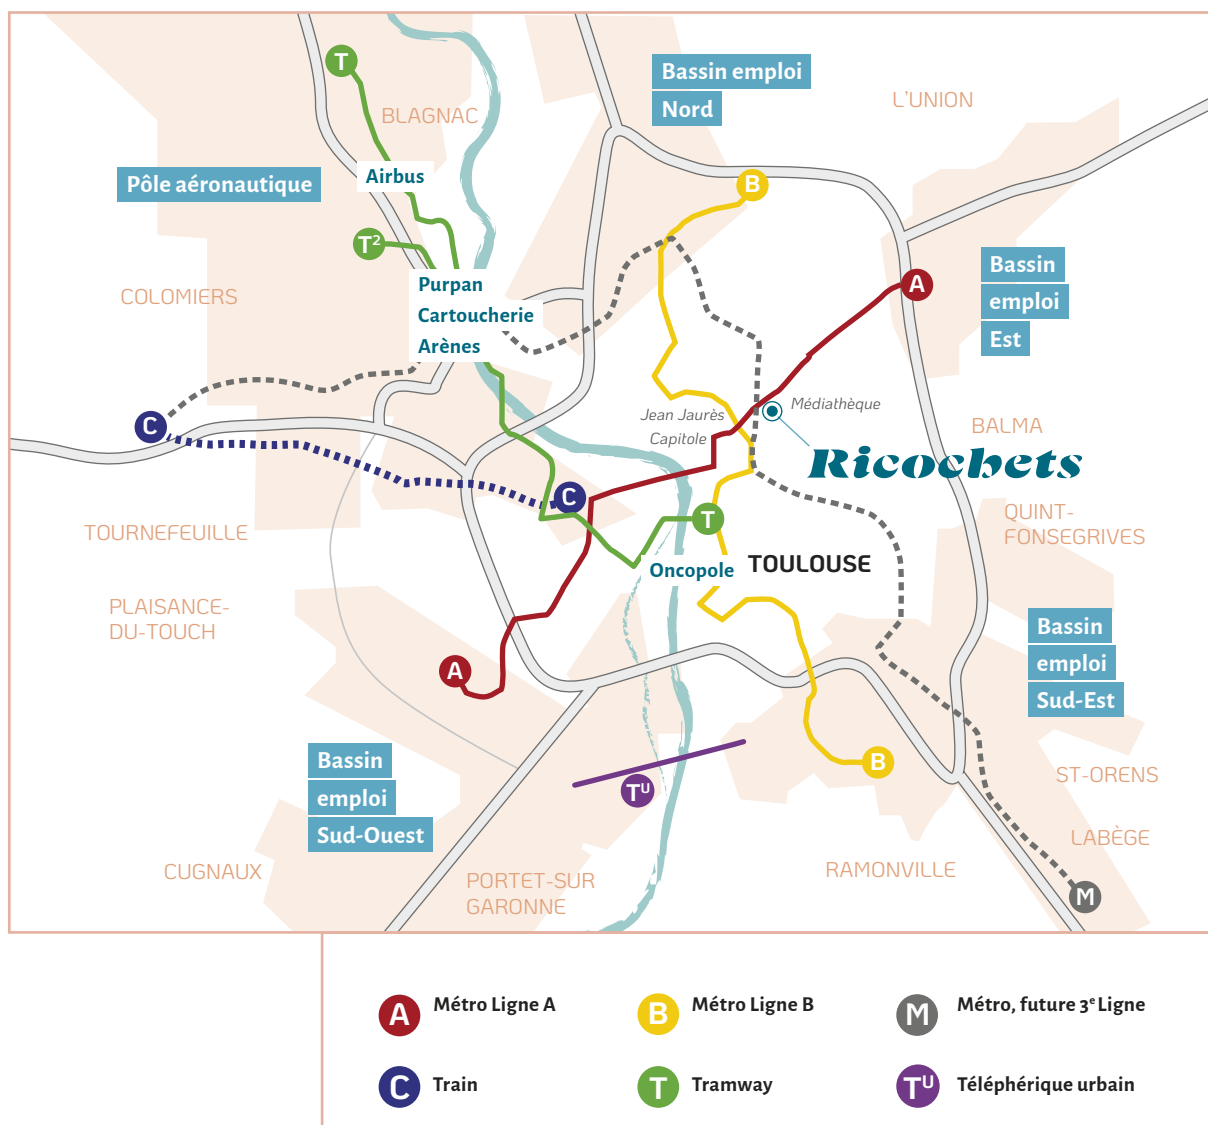 T
BLAGNAC
Bassin emploi
Nord
L'UNION
Pôle aéronautique
Airbus
B
T²
Bassin
emploi
Est
A
COLOMIERS
Purpan
Cartoucherie
Arènes
C
Jean Jaurès
Capitole
Médiathèque
Ricochets
BALMA
C
T
TOURNEFEUILLE
QUINT-
FONSEGRIVES
Oncopole
TOULOUSE
PLAISANCE-
DU-TOUCH
Bassin
emploi
Sud-Est
A
Bassin
emploi
Sud-Ouest
Tᵁ
B
ST-ORENS
LABÈGE
CUGNAUX
PORTET-SUR
GARONNE
RAMONVILLE
M
A Métro Ligne A
B Métro Ligne B
M Métro, future 3ᵉ Ligne
C Train
T Tramway
Tᵁ Téléphérique urbain